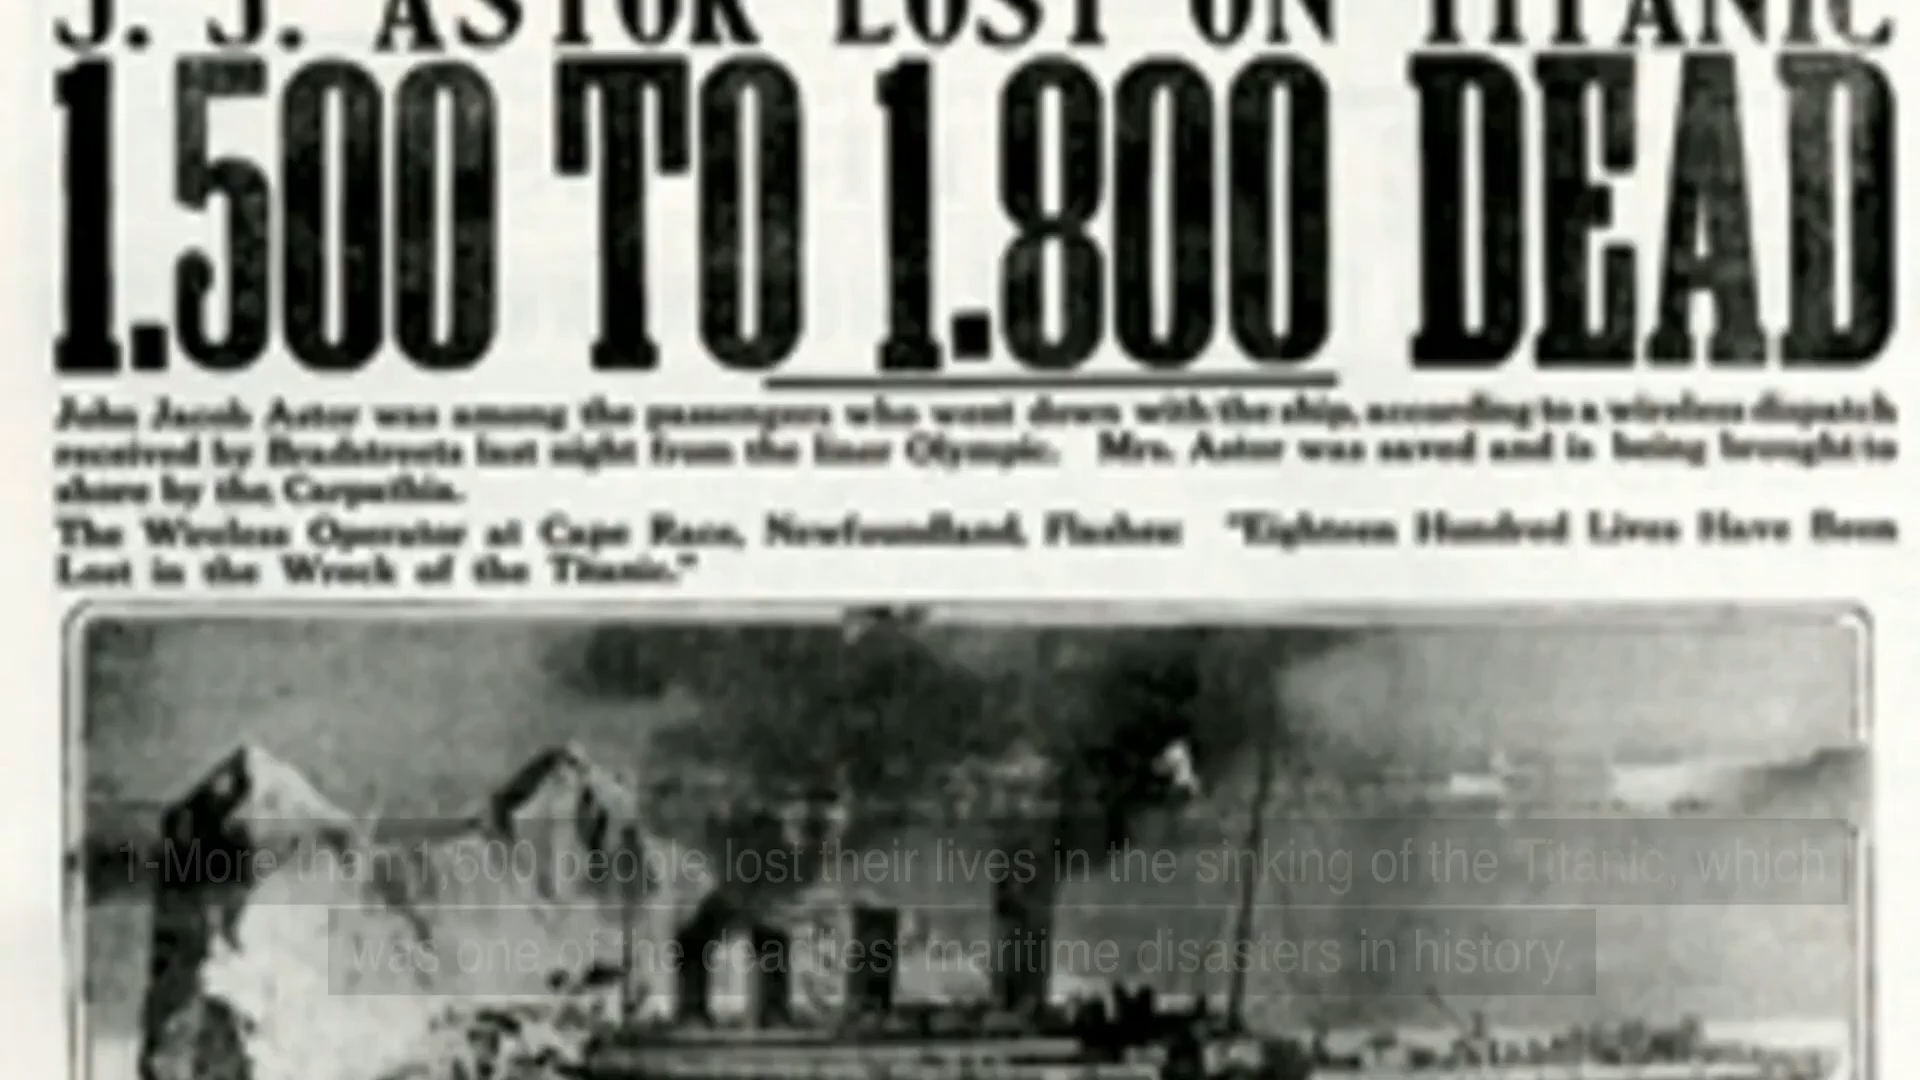 J. J. ASTOR LOST ON TITANIC
1.500 TO 1.800 DEAD
John Jacob Astor was among the passengers who went down with the ship, according to a wireless dispatch
received by Bradstreets last night from the liner Olympic. Mrs. Astor was saved and is being brought to
shore by the Carpathia.
The Wireless Operator at Cape Race, Newfoundland, Flashes: "Eighteen Hundred Lives Have Been
Lost in the Wreck of the Titanic."
1-More than 1,500 people lost their lives in the sinking of the Titanic, which
was one of the deadliest maritime disasters in history.